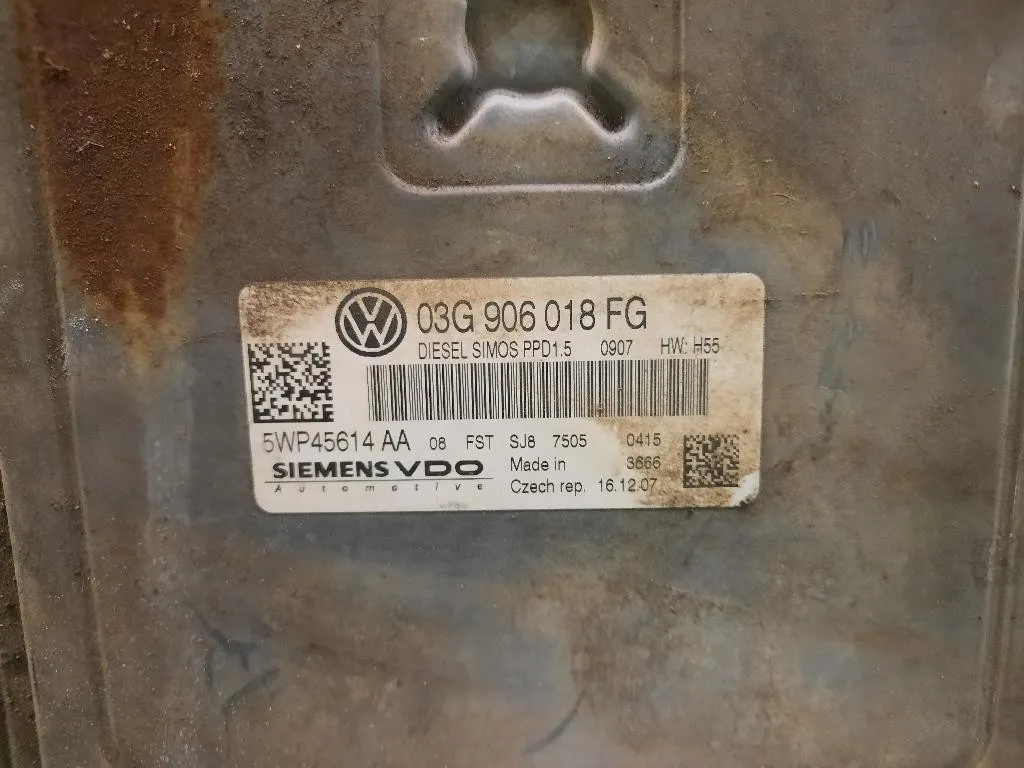 03G 906 018 FG
DIESEL SIMOS PPD1.5 0907 HW: H55
5WP45614 AA 08 FST SJ8 7505 0415
SIEMENS VDO Made in 3666
Automotive Czech rep. 16.12.07